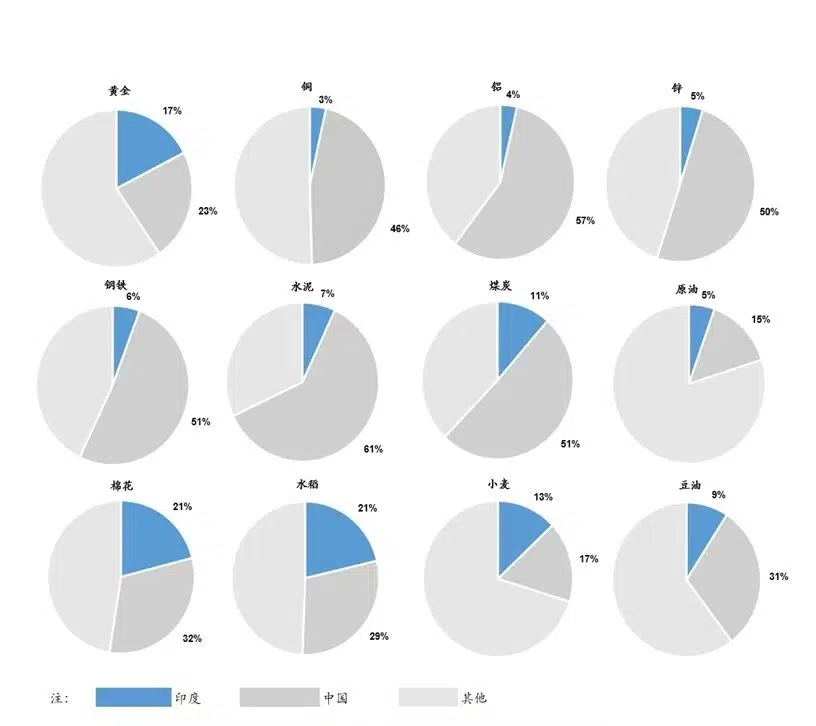 黄金
17%
23%
铜
3%
46%
铝
4%
57%
锌
5%
50%
钢铁
6%
51%
水泥
7%
61%
煤炭
11%
51%
原油
5%
15%
棉花
21%
32%
水稻
21%
29%
小麦
13%
17%
豆油
9%
31%
注: 印度 中国 其他